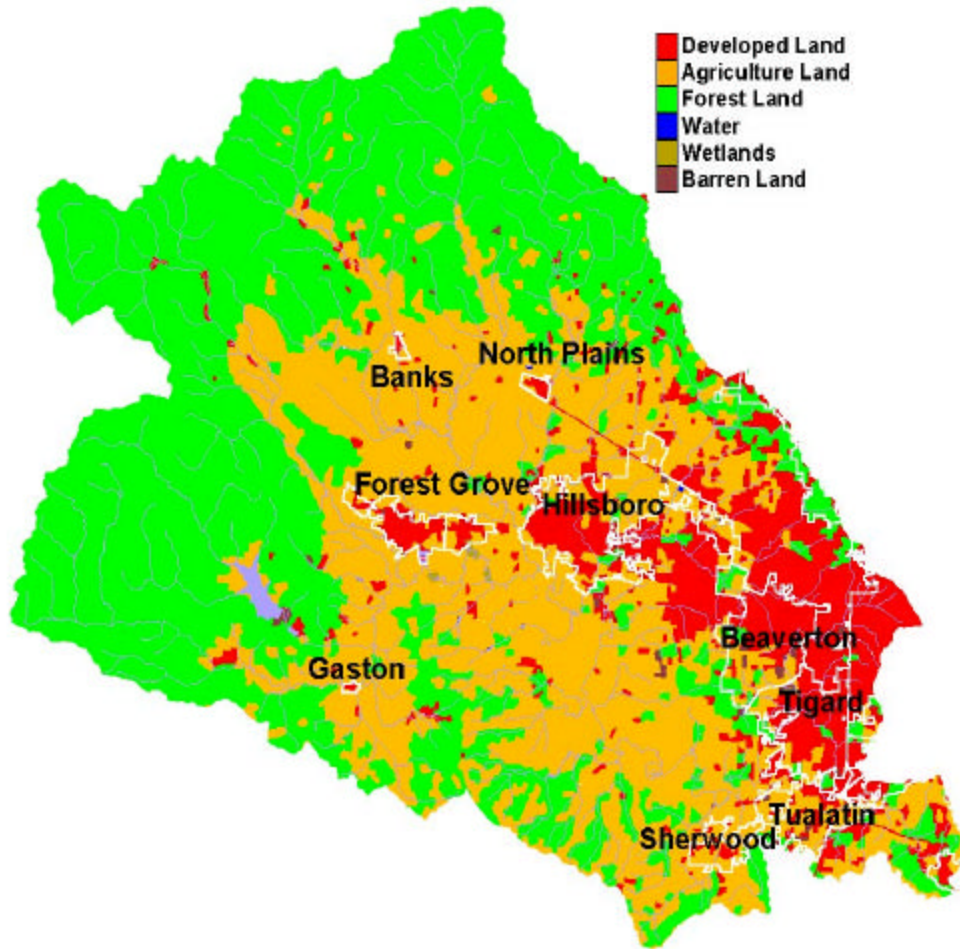 Developed Land
Agriculture Land
Forest Land
Water
Wetlands
Barren Land
North Plains
Banks
Forest Grove
Hillsboro
Beaverton
Gaston
Tigard
Tualatin
Sherwood